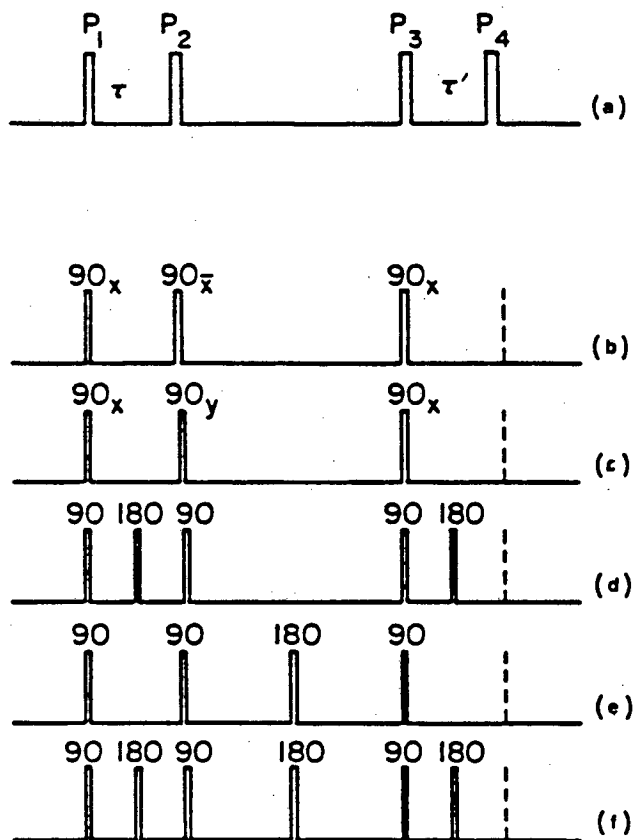 P₁ P₂ P₃ P₄
τ τ′
(a)
90ₓ 90x̄ 90ₓ
(b)
90ₓ 90y 90ₓ
(c)
90 180 90 90 180
(d)
90 90 180 90
(e)
90 180 90 180 90 180
(f)